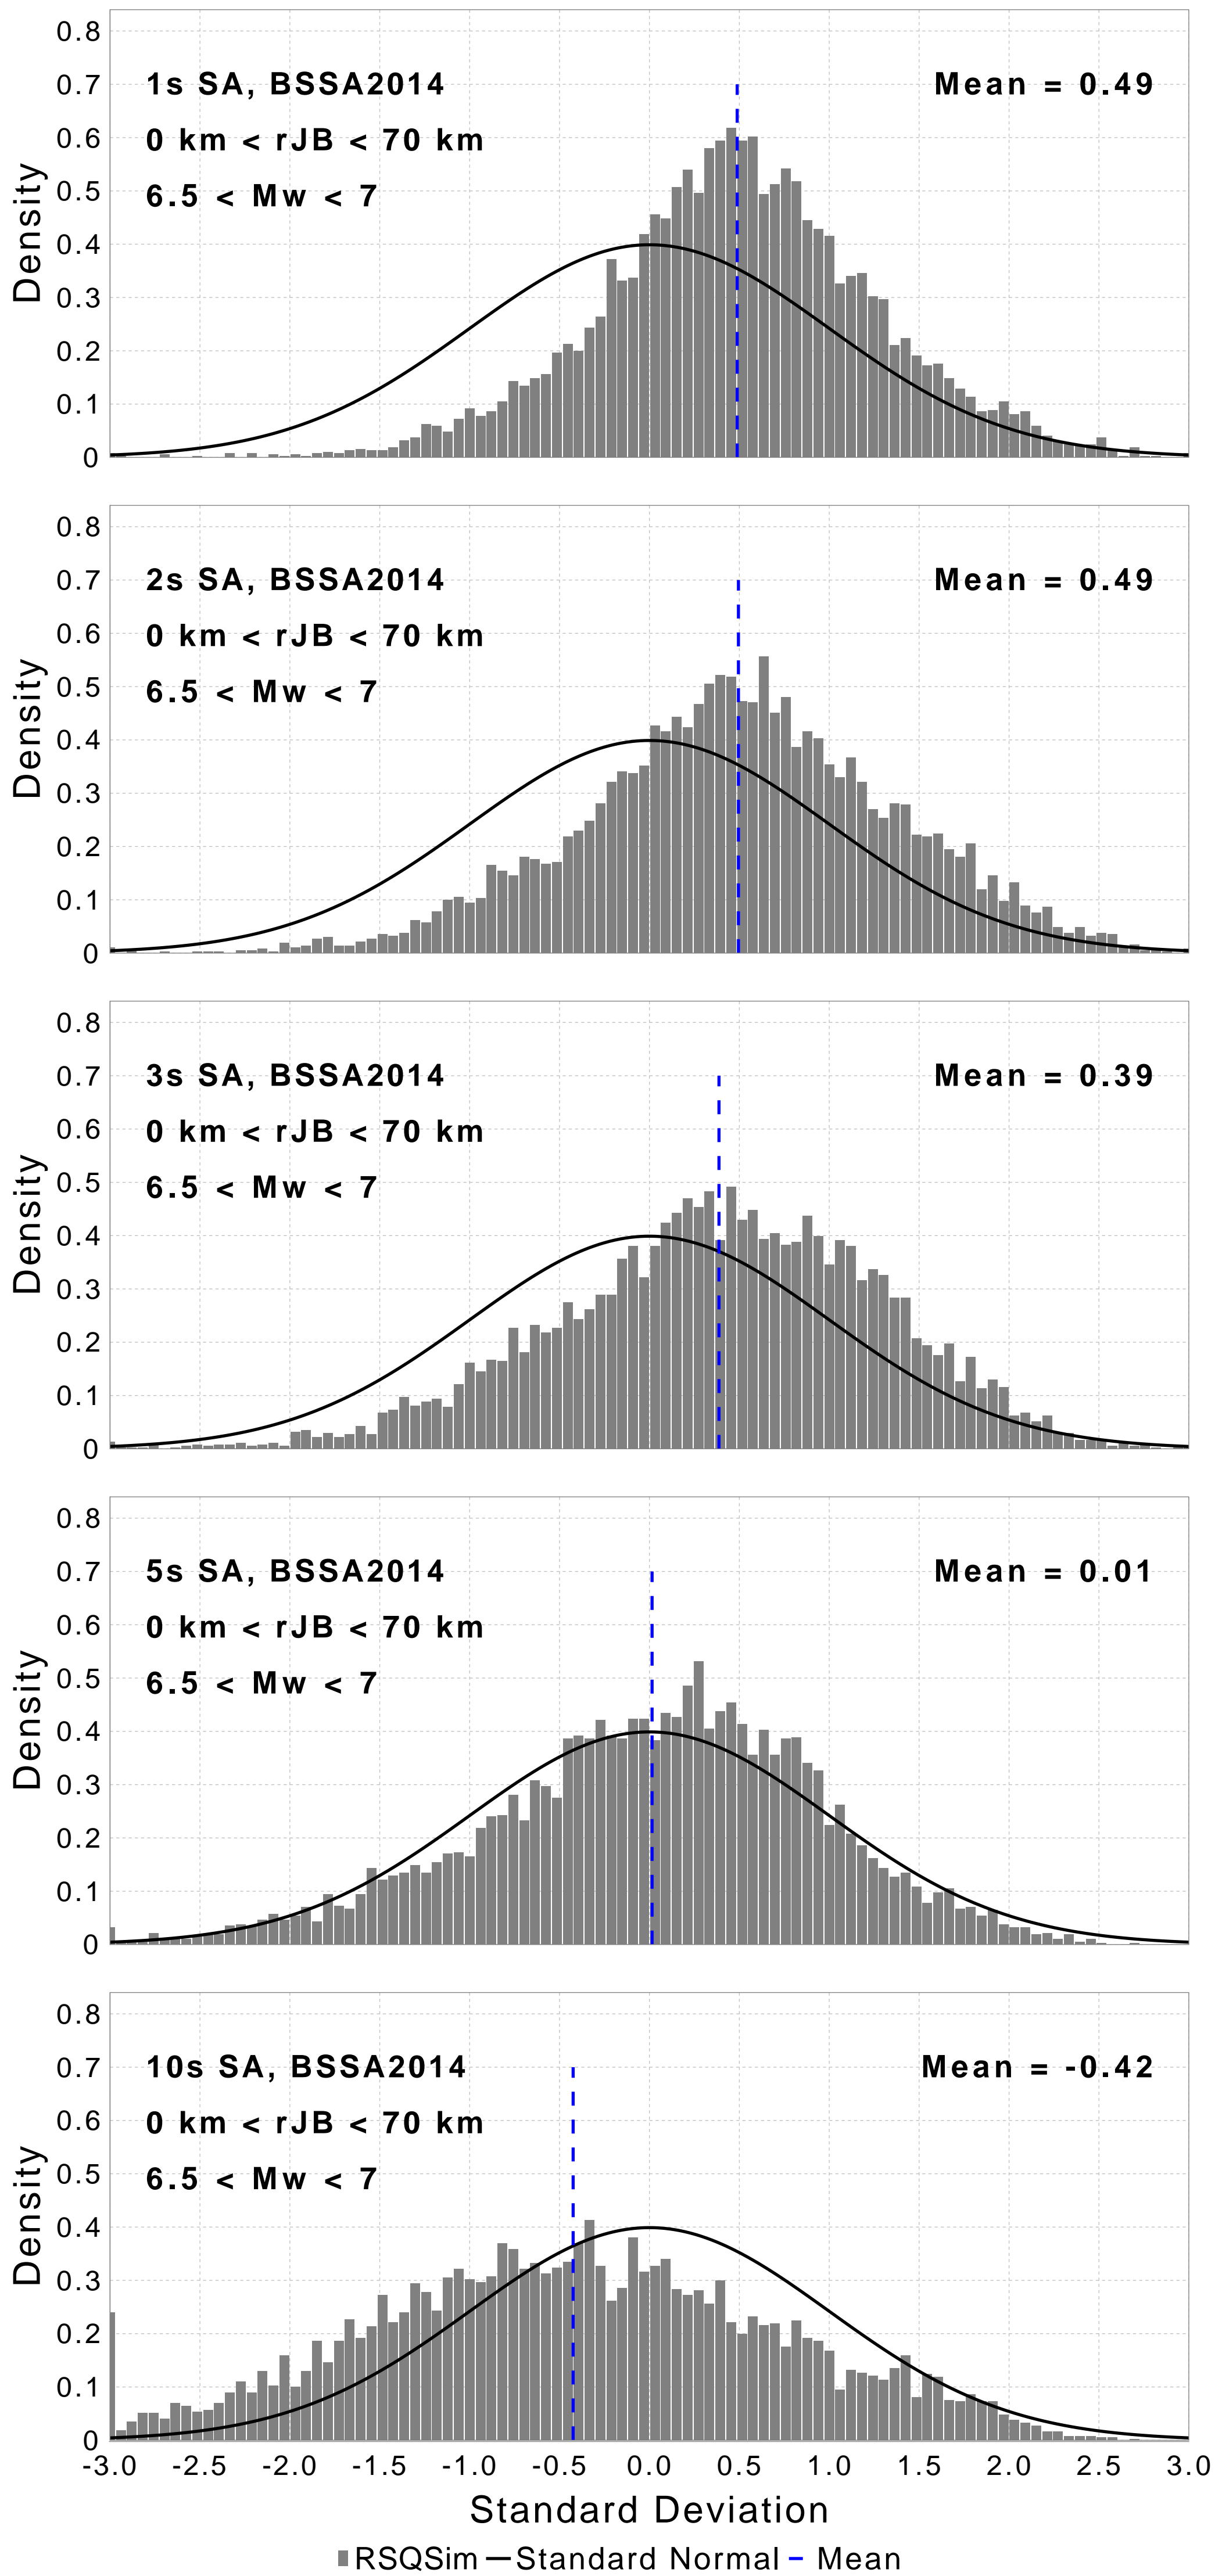 0.8
1s SA, BSSA2014 Mean = 0.49
0.7
0 km < rJB < 70 km
0.6
6.5 < Mw < 7
0.5
Density
0.4
0.3
0.2
0.1
0
0.8
2s SA, BSSA2014 Mean = 0.49
0.7
0 km < rJB < 70 km
0.6
6.5 < Mw < 7
0.5
Density
0.4
0.3
0.2
0.1
0
0.8
3s SA, BSSA2014 Mean = 0.39
0.7
0 km < rJB < 70 km
0.6
6.5 < Mw < 7
0.5
Density
0.4
0.3
0.2
0.1
0
0.8
5s SA, BSSA2014 Mean = 0.01
0.7
0 km < rJB < 70 km
0.6
6.5 < Mw < 7
0.5
Density
0.4
0.3
0.2
0.1
0
0.8
10s SA, BSSA2014 Mean = -0.42
0.7
0 km < rJB < 70 km
0.6
6.5 < Mw < 7
0.5
Density
0.4
0.3
0.2
0.1
0
-3.0 -2.5 -2.0 -1.5 -1.0 -0.5 0.0 0.5 1.0 1.5 2.0 2.5 3.0
Standard Deviation
RSQSim Standard Normal Mean